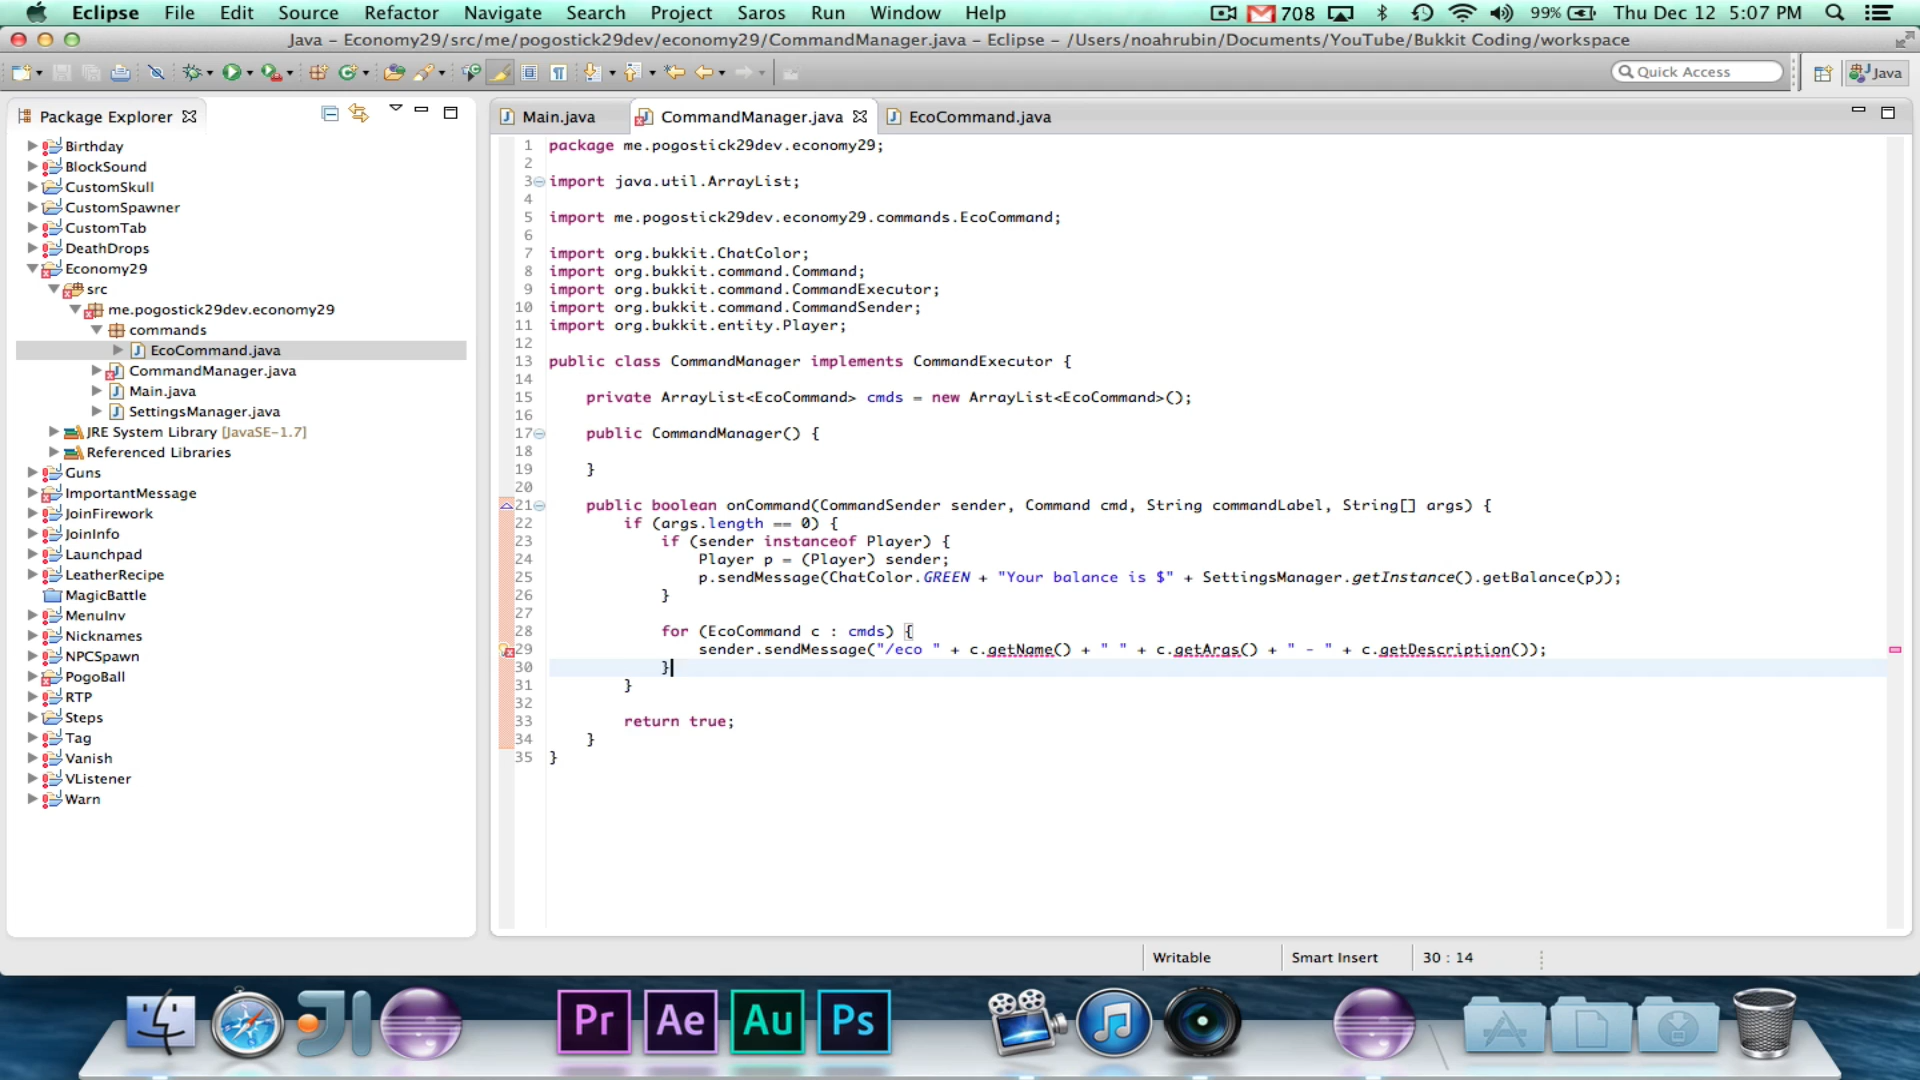 Eclipse File Edit Source Refactor Navigate Search Project Saros Run Window Help 708 99% Thu Dec 12 5:07 PM
Java – Economy29/src/me/pogostick29dev/economy29/CommandManager.java – Eclipse – /Users/noahrubin/Documents/YouTube/Bukkit Coding/workspace
Quick Access Java
Package Explorer
Birthday
BlockSound
CustomSkull
CustomSpawner
CustomTab
DeathDrops
Economy29
src
me.pogostick29dev.economy29
commands
EcoCommand.java
CommandManager.java
Main.java
SettingsManager.java
JRE System Library [JavaSE-1.7]
Referenced Libraries
Guns
ImportantMessage
JoinFirework
JoinInfo
Launchpad
LeatherRecipe
MagicBattle
MenuInv
Nicknames
NPCSpawn
PogoBall
RTP
Steps
Tag
Vanish
VListener
Warn
Main.java CommandManager.java EcoCommand.java
1 package me.pogostick29dev.economy29;
2
3 import java.util.ArrayList;
4
5 import me.pogostick29dev.economy29.commands.EcoCommand;
6
7 import org.bukkit.ChatColor;
8 import org.bukkit.command.Command;
9 import org.bukkit.command.CommandExecutor;
10 import org.bukkit.command.CommandSender;
11 import org.bukkit.entity.Player;
12
13 public class CommandManager implements CommandExecutor {
14
15 private ArrayList<EcoCommand> cmds = new ArrayList<EcoCommand>();
16
17 public CommandManager() {
18
19 }
20
21 public boolean onCommand(CommandSender sender, Command cmd, String commandLabel, String[] args) {
22 if (args.length == 0) {
23 if (sender instanceof Player) {
24 Player p = (Player) sender;
25 p.sendMessage(ChatColor.GREEN + "Your balance is $" + SettingsManager.getInstance().getBalance(p));
26 }
27
28 for (EcoCommand c : cmds) {
29 sender.sendMessage("/eco " + c.getName() + " " + c.getArgs() + " - " + c.getDescription());
30 }
31 }
32
33 return true;
34 }
35 }
Writable Smart Insert 30 : 14
Pr Ae Au Ps